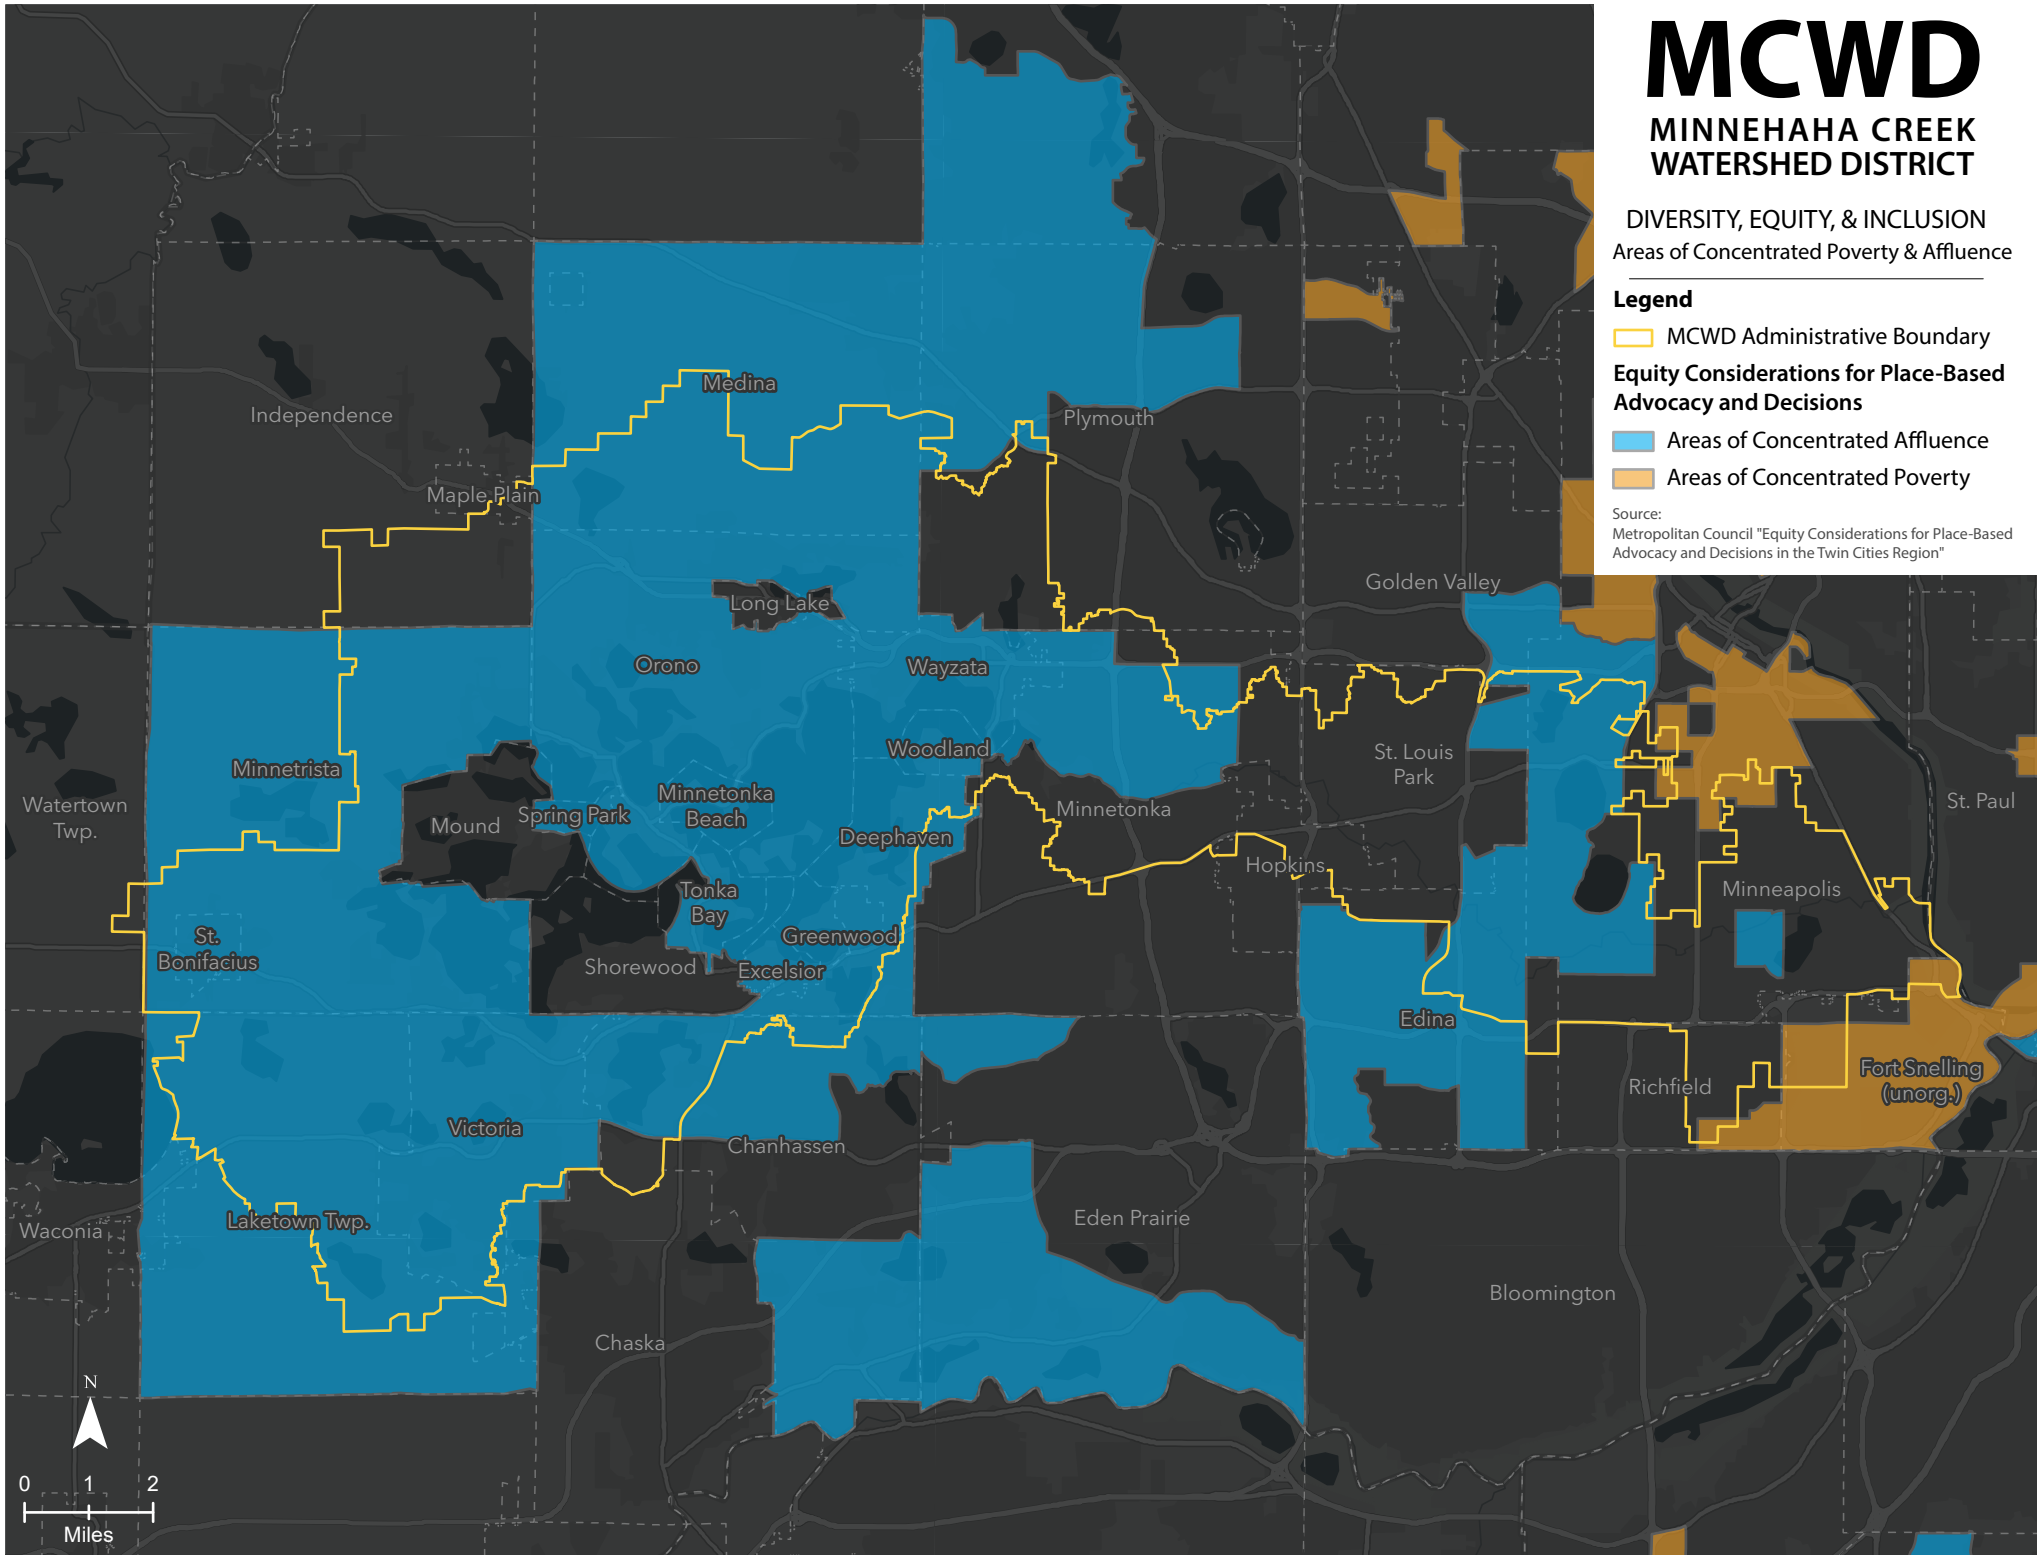 MCWD
MINNEHAHA CREEK
WATERSHED DISTRICT
DIVERSITY, EQUITY, & INCLUSION
Areas of Concentrated Poverty & Affluence
Legend
MCWD Administrative Boundary
Equity Considerations for Place-Based
Advocacy and Decisions
Areas of Concentrated Affluence
Areas of Concentrated Poverty
Source:
Metropolitan Council "Equity Considerations for Place-Based
Advocacy and Decisions in the Twin Cities Region"
Medina
Independence
Plymouth
Maple Plain
Golden Valley
Long Lake
Orono
Wayzata
Woodland
St. Louis
Park
Minnetrista
Watertown
Twp.
Mound
Spring Park
Minnetonka
Beach
Minnetonka
St. Paul
Deephaven
Hopkins
Tonka
Bay
Minneapolis
St.
Bonifacius
Greenwood
Shorewood
Excelsior
Edina
Fort Snelling
(unorg.)
Richfield
Victoria
Chanhassen
Laketown Twp.
Waconia
Eden Prairie
Bloomington
Chaska
N
0 1 2
Miles